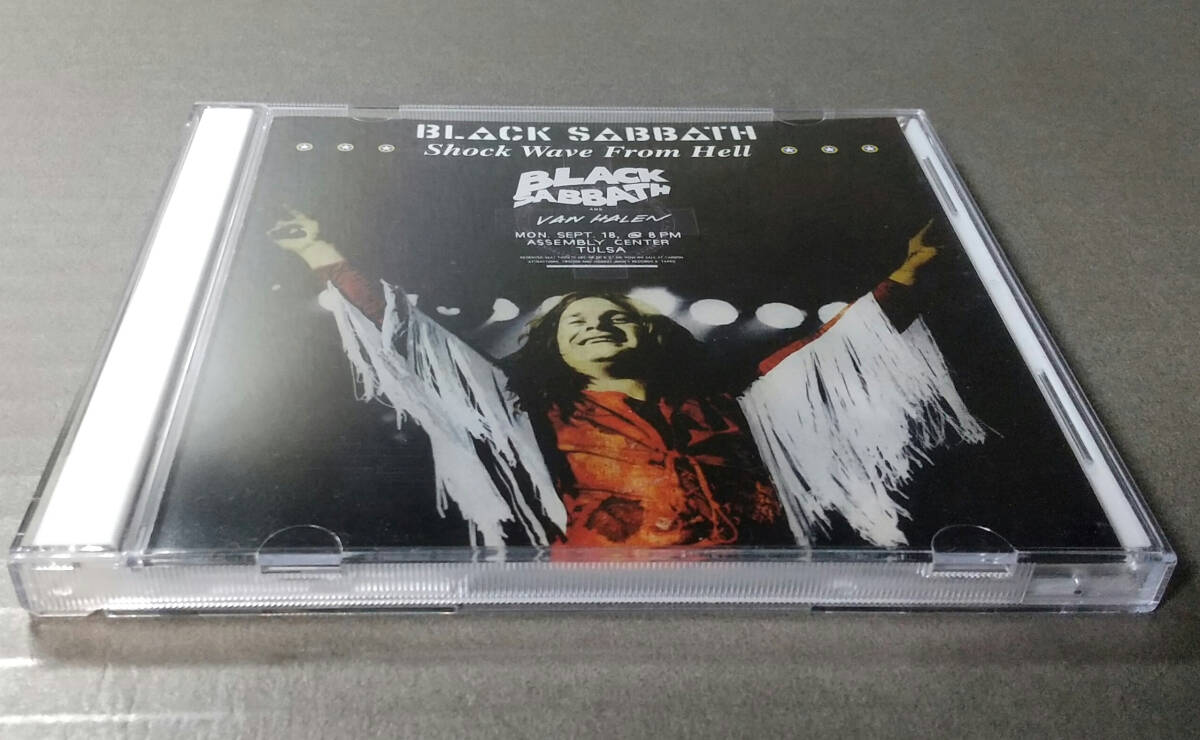 BLACK SABBATH
Shock Wave From Hell
BLACK
SABBATH
AND
VAN HALEN
MON. SEPT. 18, @ 8 PM
ASSEMBLY CENTER
TULSA